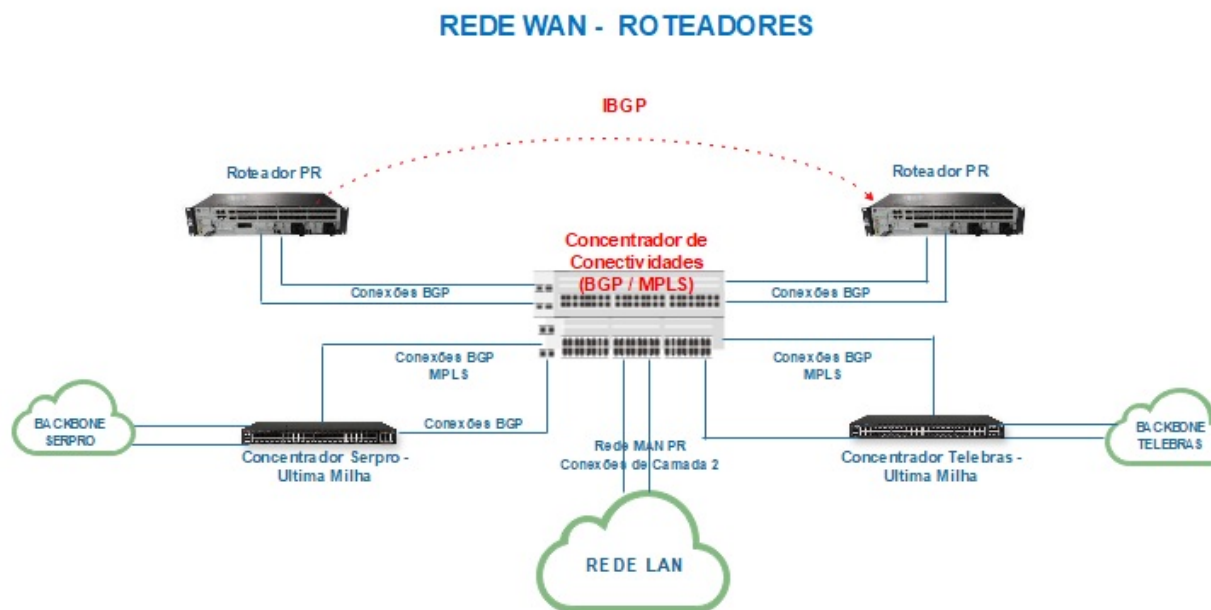 REDE WAN - ROTEADORES
IBGP
Roteador PR
Roteador PR
Concentrador de
Conectividades
(BGP / MPLS)
Conexões BGP
Conexões BGP
Conexões BGP
MPLS
Conexões BGP
MPLS
BACKBONE
SERPRO
Conexões BGP
BACKBONE
TELEBRAS
Concentrador Serpro -
Ultima Milha
Rede MAN PR
Conexões de Camada 2
Concentrador Telebras -
Ultima Milha
REDE LAN